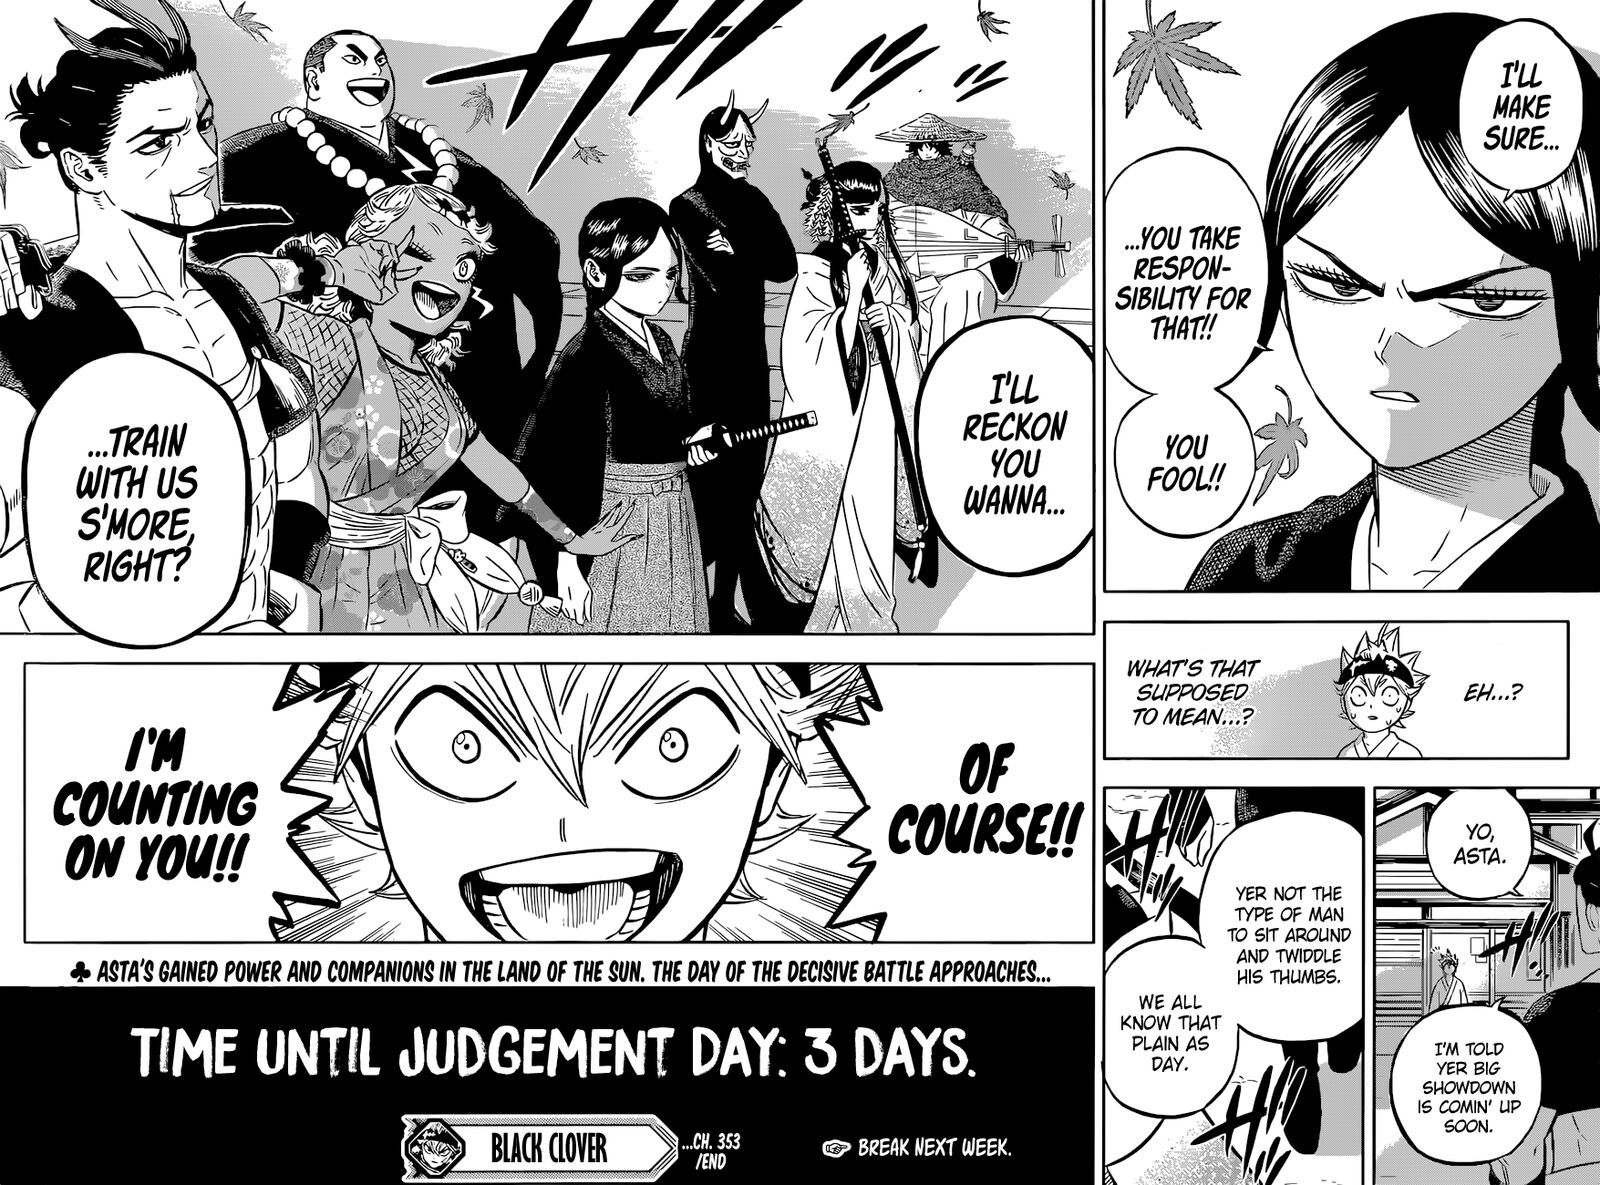 I'LL
MAKE
SURE...
...YOU TAKE
RESPON-
SIBILITY FOR
THAT!!
YOU
FOOL!!
EH...?
WHAT'S THAT
SUPPOSED
TO MEAN...?
YO,
ASTA.
I'M TOLD
YER BIG
SHOWDOWN
IS COMIN' UP
SOON.
YER NOT THE
TYPE OF MAN
TO SIT AROUND
AND TWIDDLE
HIS THUMBS.
WE ALL
KNOW THAT
PLAIN AS
DAY.
I'LL
RECKON
YOU
WANNA...
...TRAIN
WITH US
S'MORE,
RIGHT?
OF
COURSE!!
I'M
COUNTING
ON YOU!!
♣ ASTA'S GAINED POWER AND COMPANIONS IN THE LAND OF THE SUN. THE DAY OF THE DECISIVE BATTLE APPROACHES...
TIME UNTIL JUDGEMENT DAY: 3 DAYS.
BLACK CLOVER
...CH. 353
/END
BREAK NEXT WEEK.